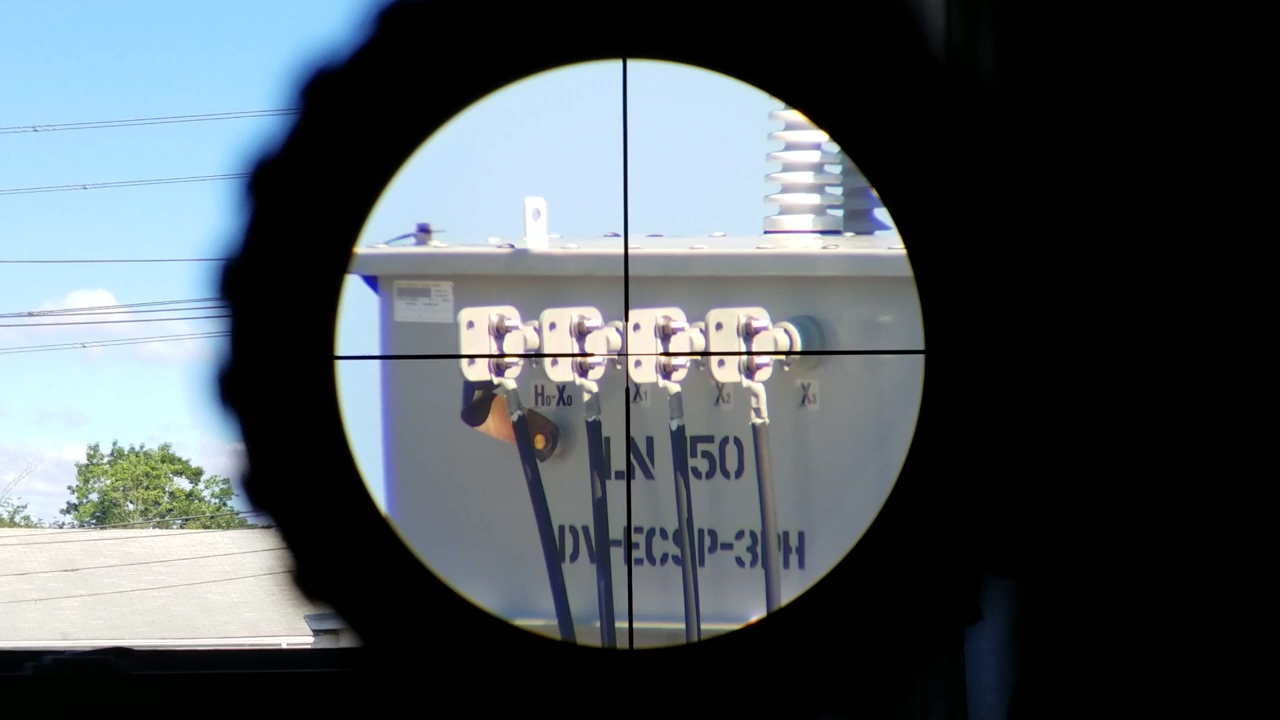 H₀-X₀ X₁ X₂ X₃
LN 50
DV-ECSP-3PH